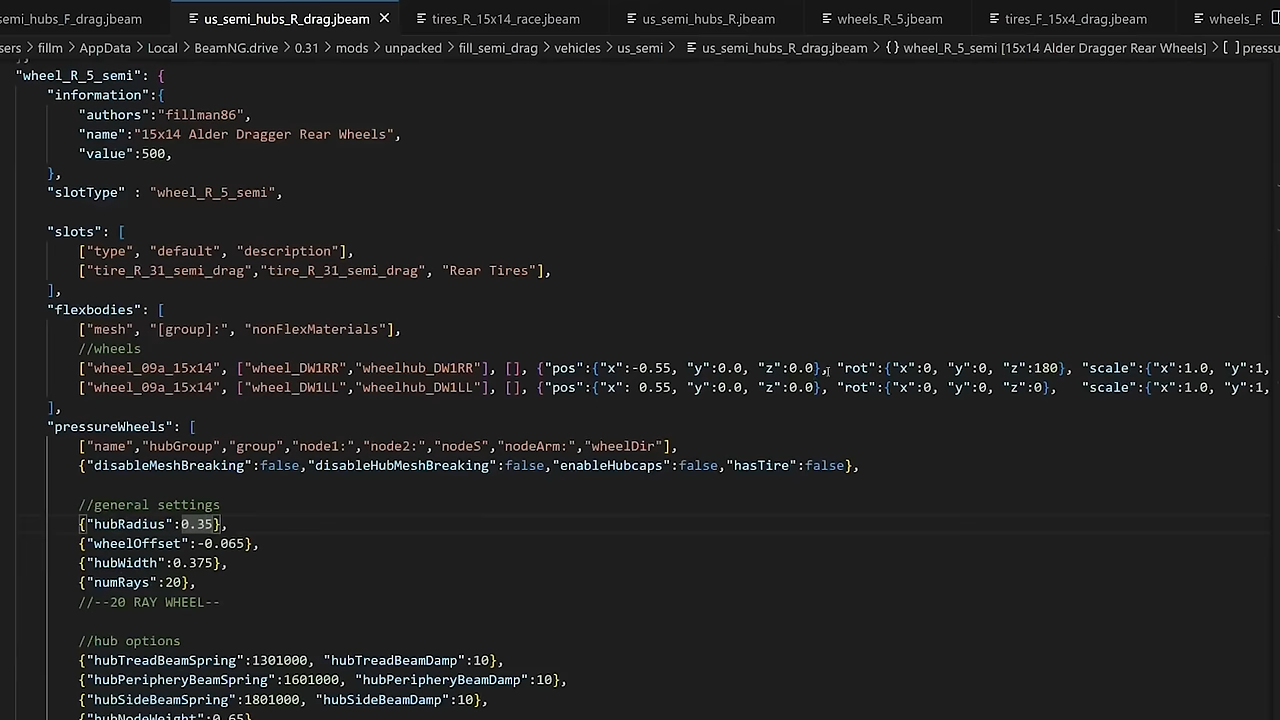 s_semi_F_drag.jbeam us_semi_hubs_R_drag.jbeam tires_R_15x14_race.jbeam us_semi_hubs_R.jbeam wheels_R_5.jbeam tires_F_15x4_drag.jbeam wheels_F_
sers > fillm > AppData > Local > BeamNG.drive > 0.31 > mods > unpacked > fill_semi_drag > vehicles > us_semi > us_semi_hubs_R_drag.jbeam > {} wheel_R_5_semi [15x14 Alder Dragger Rear Wheels] > [ ] pressu
"wheel_R_5_semi": {
"information":{
"authors":"fillman86",
"name":"15x14 Alder Dragger Rear Wheels",
"value":500,
},
"slotType" : "wheel_R_5_semi",
"slots": [
["type", "default", "description"],
["tire_R_31_semi_drag","tire_R_31_semi_drag", "Rear Tires"],
],
"flexbodies": [
["mesh", "[group]:", "nonFlexMaterials"],
//wheels
["wheel_09a_15x14", ["wheel_DW1RR","wheelhub_DW1RR"], [], {"pos":{"x":-0.55, "y":0.0, "z":0.0}, "rot":{"x":0, "y":0, "z":180}, "scale":{"x":1.0, "y":1,
["wheel_09a_15x14", ["wheel_DW1LL","wheelhub_DW1LL"], [], {"pos":{"x": 0.55, "y":0.0, "z":0.0}, "rot":{"x":0, "y":0, "z":0}, "scale":{"x":1.0, "y":1,
],
"pressureWheels": [
["name","hubGroup","group","node1:","node2:","nodeS","nodeArm:","wheelDir"],
{"disableMeshBreaking":false,"disableHubMeshBreaking":false,"enableHubcaps":false,"hasTire":false},
//general settings
{"hubRadius":0.35},
{"wheelOffset":-0.065},
{"hubWidth":0.375},
{"numRays":20},
//--20 RAY WHEEL--
//hub options
{"hubTreadBeamSpring":1301000, "hubTreadBeamDamp":10},
{"hubPeripheryBeamSpring":1601000, "hubPeripheryBeamDamp":10},
{"hubSideBeamSpring":1801000, "hubSideBeamDamp":10},
{"hubNodeWeight":0.65}